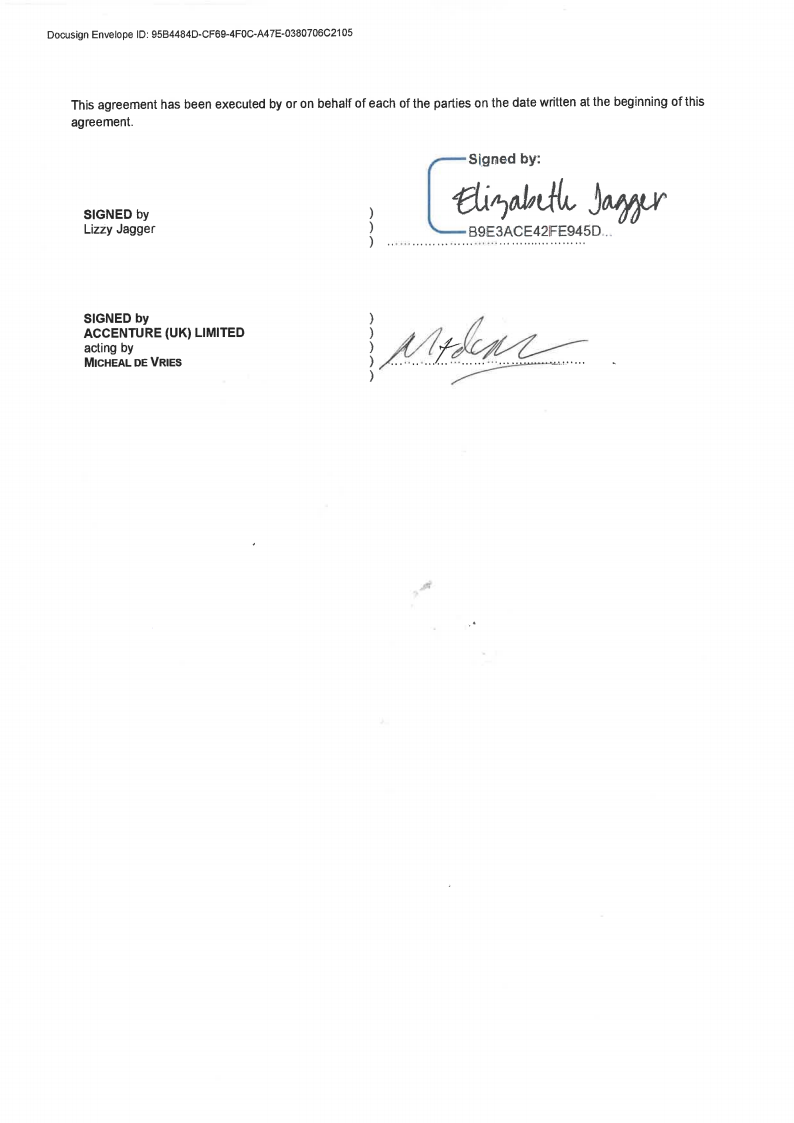 Docusign Envelope ID: 95B4484D-CF69-4F0C-A47E-0380706C2105
This agreement has been executed by or on behalf of each of the parties on the date written at the beginning of this
agreement.
Signed by:
Elizabeth Jagger
B9E3ACE42FE945D...
SIGNED by )
Lizzy Jagger )
) ....................................................
SIGNED by )
ACCENTURE (UK) LIMITED )
acting by )
MICHEAL DE VRIES ) ....................................................
)